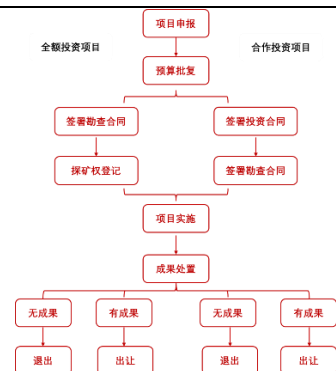 项目申报
全额投资项目 合作投资项目
预算批复
签署勘查合同 签署投资合同
探矿权登记 签署勘查合同
项目实施
成果处置
无成果 有成果 无成果 有成果
退出 出让 退出 出让